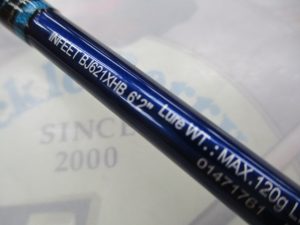 INFEET BJ621XHB 6'2" Lure WT.:MAX.120g L
01471761
SINCE
2000